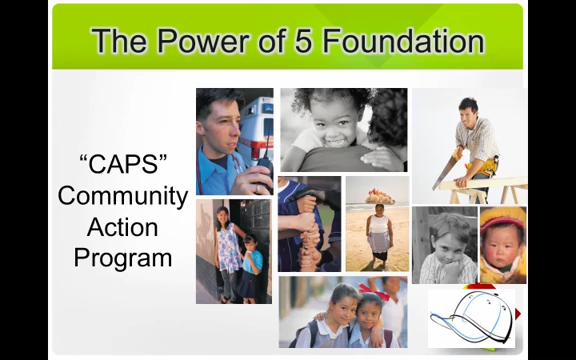 The Power of 5 Foundation
“CAPS”
Community
Action
Program